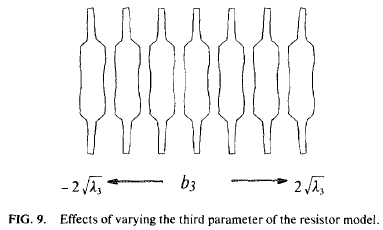 -2√λ₃ ← b₃ → 2√λ₃
FIG. 9. Effects of varying the third parameter of the resistor model.